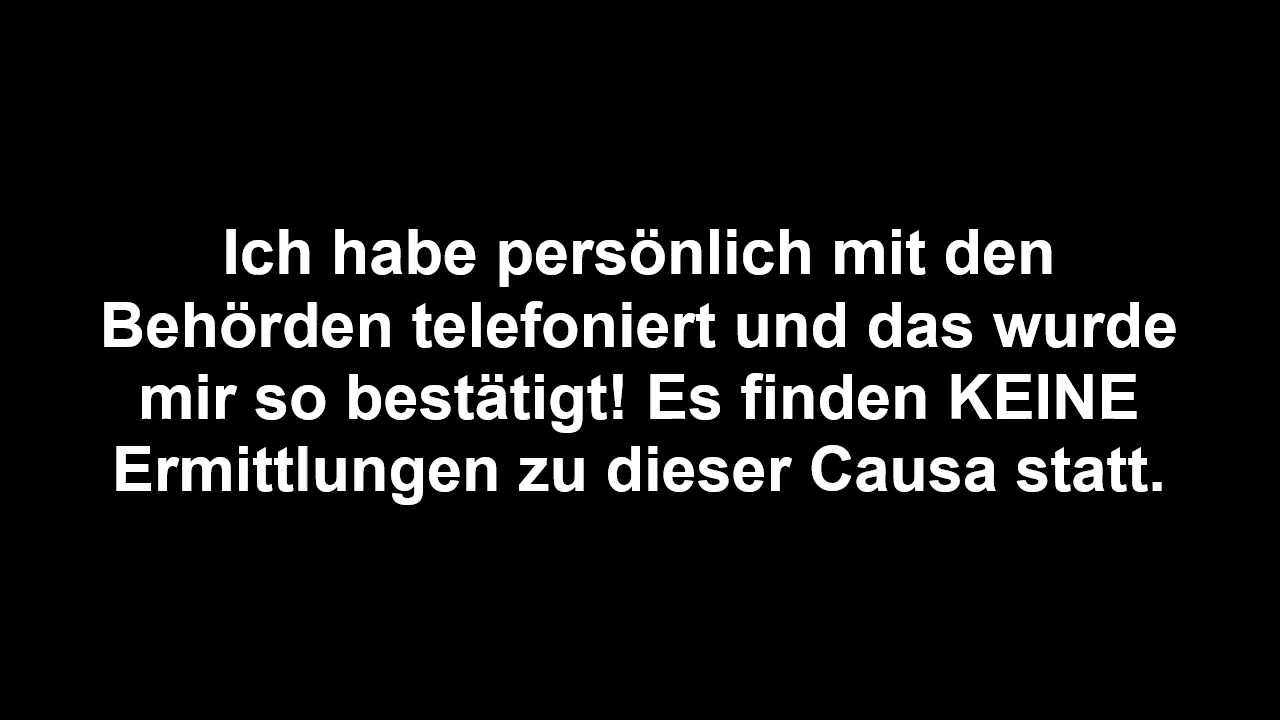 Ich habe persönlich mit den
Behörden telefoniert und das wurde
mir so bestätigt! Es finden KEINE
Ermittlungen zu dieser Causa statt.